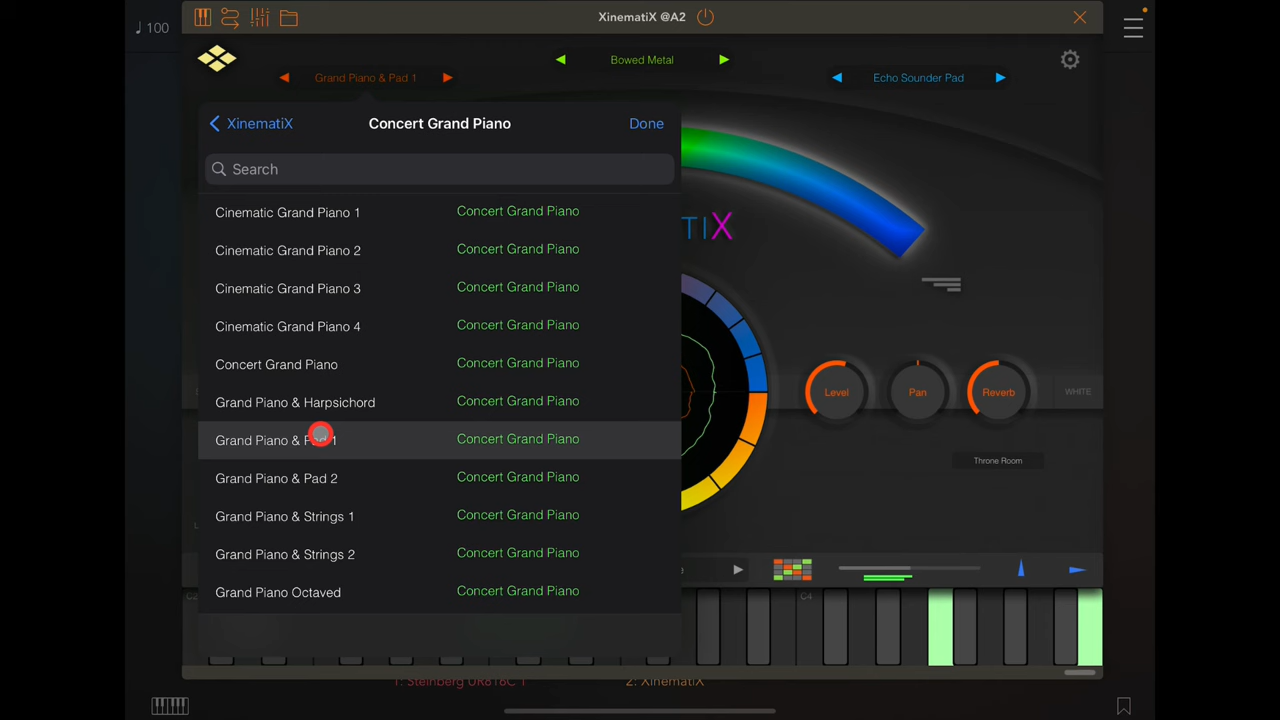 ♩ 100
XinematiX @A2
Bowed Metal
Grand Piano & Pad 1
Echo Sounder Pad
XinematiX
Concert Grand Piano
Done
Search
Cinematic Grand Piano 1 Concert Grand Piano
Cinematic Grand Piano 2 Concert Grand Piano
Cinematic Grand Piano 3 Concert Grand Piano
Cinematic Grand Piano 4 Concert Grand Piano
Concert Grand Piano Concert Grand Piano
Grand Piano & Harpsichord Concert Grand Piano
Grand Piano & Pad 1 Concert Grand Piano
Grand Piano & Pad 2 Concert Grand Piano
Grand Piano & Strings 1 Concert Grand Piano
Grand Piano & Strings 2 Concert Grand Piano
Grand Piano Octaved Concert Grand Piano
TIX
Level
Pan
Reverb
WHITE
Throne Room
C2
C4
1: Steinberg UR816C 1
2: XinematiX